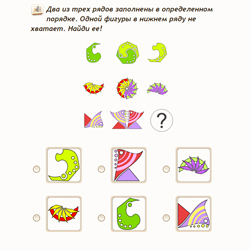 Два из трех рядов заполнены в определенном
порядке. Одной фигуры в нижнем ряду не
хватает. Найди ее!
?